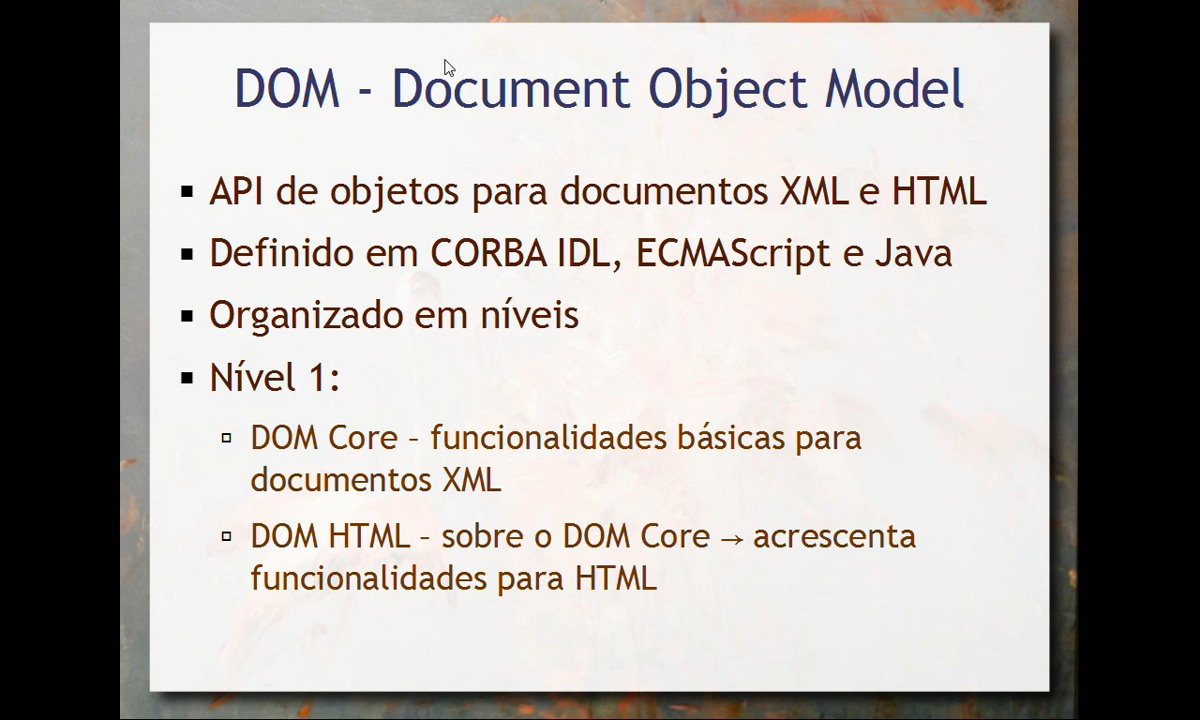 DOM - Document Object Model
▪ API de objetos para documentos XML e HTML
▪ Definido em CORBA IDL, ECMAScript e Java
▪ Organizado em níveis
▪ Nível 1:
▫ DOM Core – funcionalidades básicas para
documentos XML
▫ DOM HTML – sobre o DOM Core → acrescenta
funcionalidades para HTML